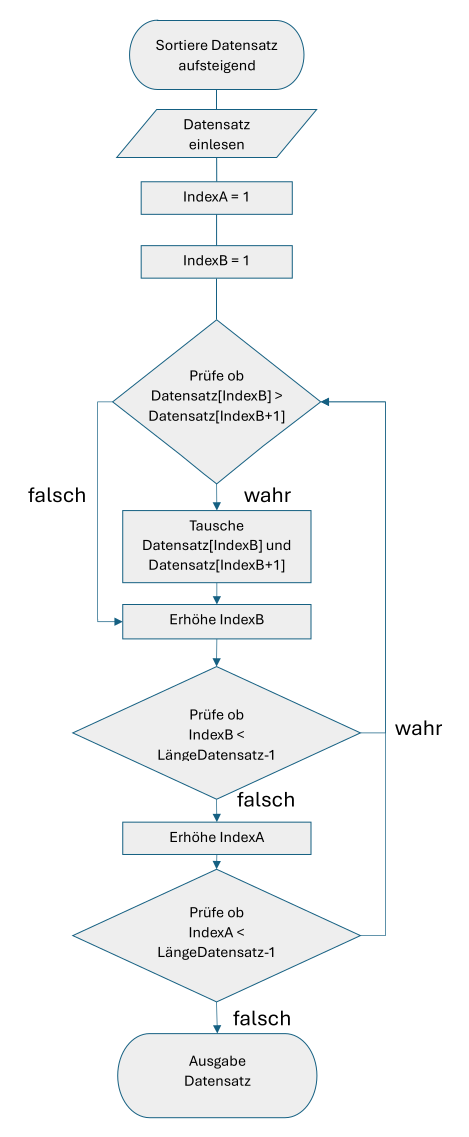 Sortiere Datensatz
aufsteigend
Datensatz
einlesen
IndexA = 1
IndexB = 1
Prüfe ob
Datensatz[IndexB] >
Datensatz[IndexB+1]
falsch
wahr
Tausche
Datensatz[IndexB] und
Datensatz[IndexB+1]
Erhöhe IndexB
Prüfe ob
IndexB <
LängeDatensatz-1
wahr
falsch
Erhöhe IndexA
Prüfe ob
IndexA <
LängeDatensatz-1
falsch
Ausgabe
Datensatz